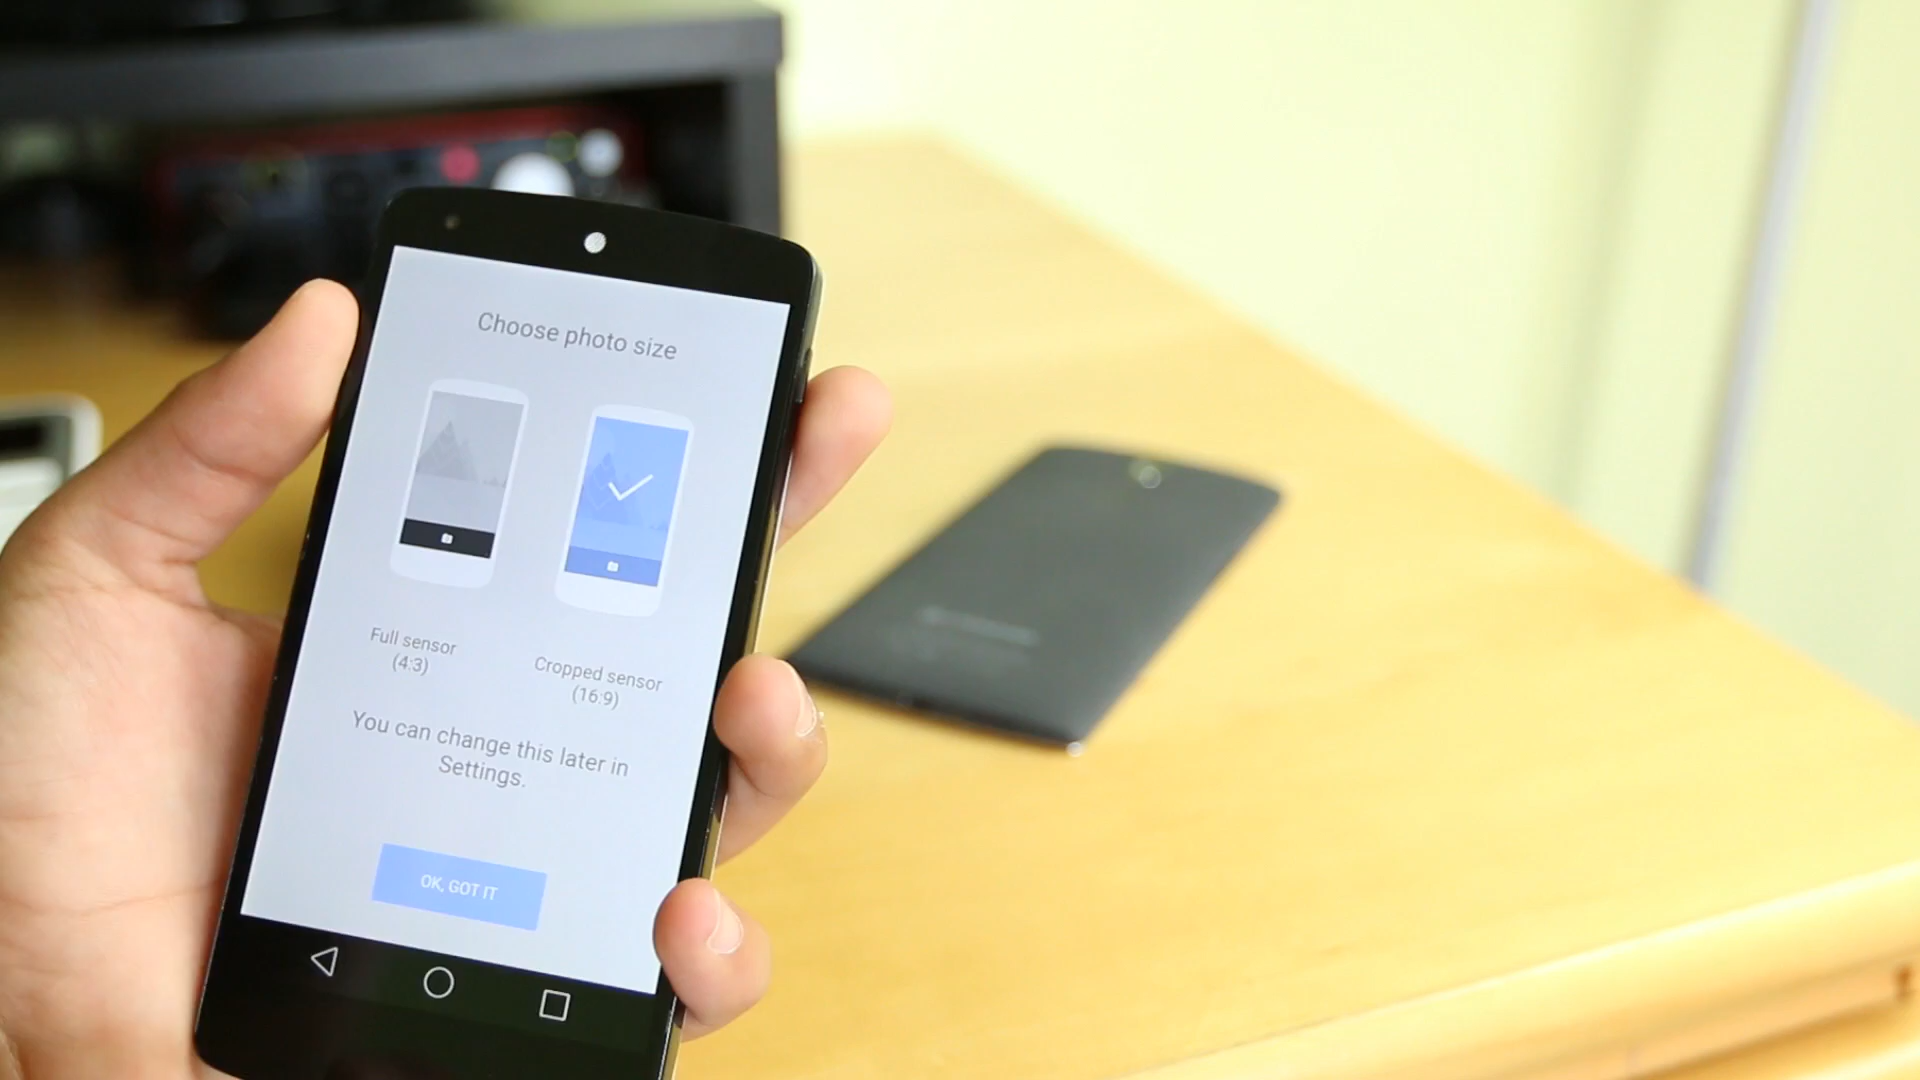 Choose photo size
Full sensor
(4:3)
Cropped sensor
(16:9)
You can change this later in
Settings.
OK, GOT IT